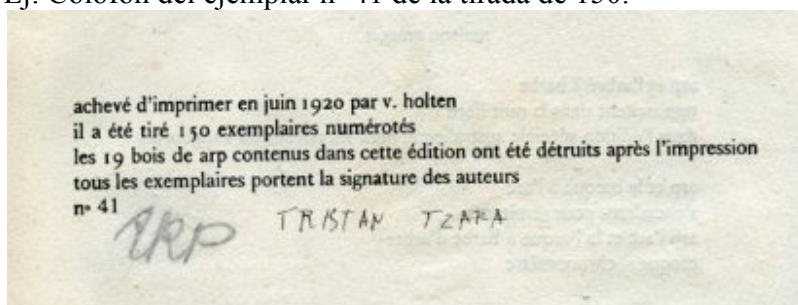 Ej. Colofón del ejemplar nº 41 de la tirada de 150.
achevé d'imprimer en juin 1920 par v. holten
il a été tiré 150 exemplaires numérotés
les 19 bois de arp contenus dans cette édition ont été détruits après l'impression
tous les exemplaires portent la signature des auteurs
nº 41
ARP TRISTAN TZARA